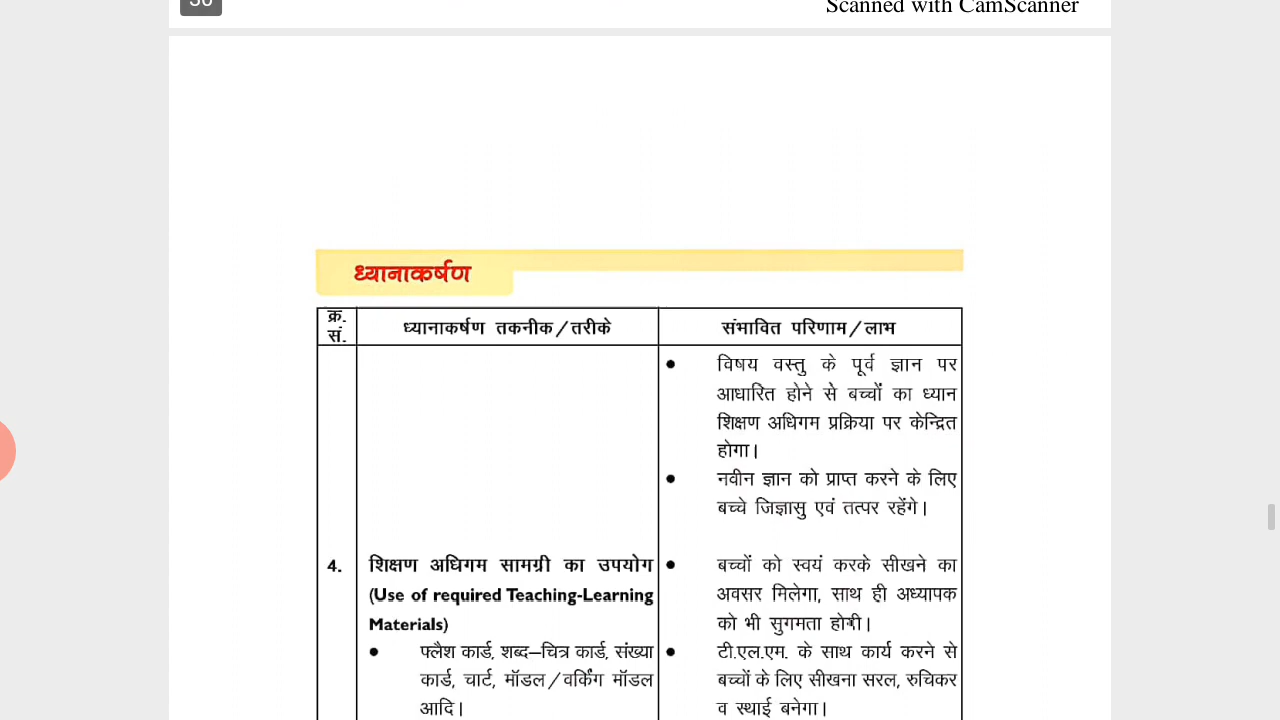 Scanned with CamScanner
ध्यानाकर्षण
क्र. सं.
ध्यानाकर्षण तकनीक/तरीके
संभावित परिणाम/लाभ
● विषय वस्तु के पूर्व ज्ञान पर
आधारित होने से बच्चों का ध्यान
शिक्षण अधिगम प्रक्रिया पर केन्द्रित
होगा।
● नवीन ज्ञान को प्राप्त करने के लिए
बच्चे जिज्ञासु एवं तत्पर रहेंगे।
4.
शिक्षण अधिगम सामग्री का उपयोग
(Use of required Teaching-Learning
Materials)
● फ्लैश कार्ड, शब्द–चित्र कार्ड, संख्या
कार्ड, चार्ट, मॉडल/वर्किंग मॉडल
आदि।
● बच्चों को स्वयं करके सीखने का
अवसर मिलेगा, साथ ही अध्यापक
को भी सुगमता होगी।
● टी.एल.एम. के साथ कार्य करने से
बच्चों के लिए सीखना सरल, रुचिकर
व स्थाई बनेगा।